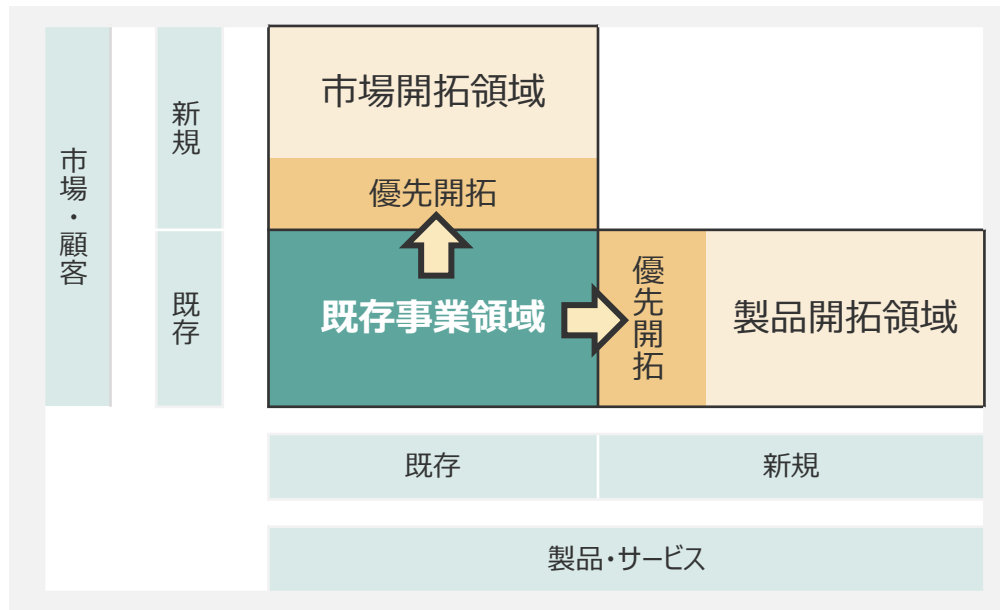 市場・顧客
新規
既存
市場開拓領域
優先開拓
既存事業領域
優先開拓
製品開拓領域
既存
新規
製品・サービス